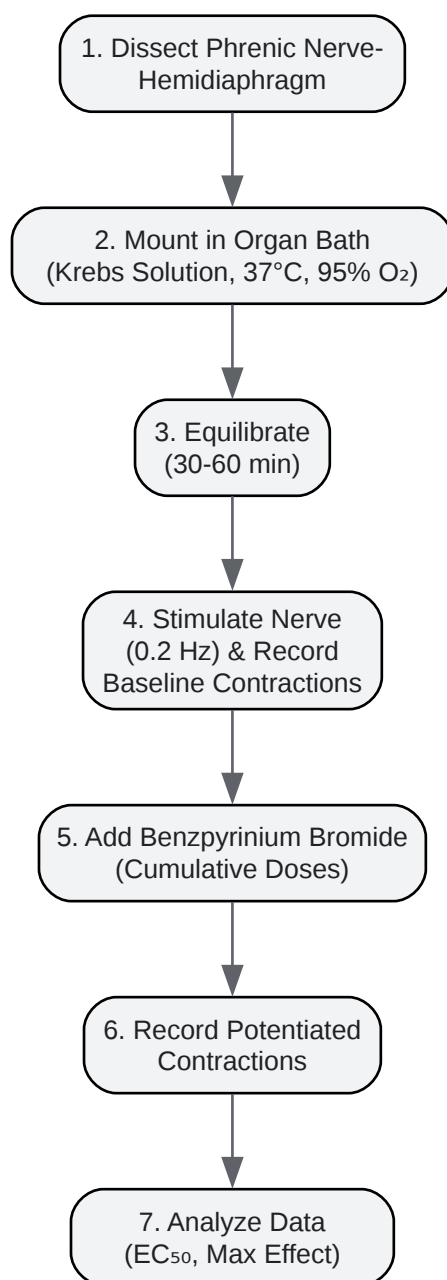 1. Dissect Phrenic Nerve-
Hemidiaphragm
2. Mount in Organ Bath
(Krebs Solution, 37°C, 95% O₂)
3. Equilibrate
(30-60 min)
4. Stimulate Nerve
(0.2 Hz) & Record
Baseline Contractions
5. Add Benzpyrinium Bromide
(Cumulative Doses)
6. Record Potentiated
Contractions
7. Analyze Data
(EC₅₀, Max Effect)